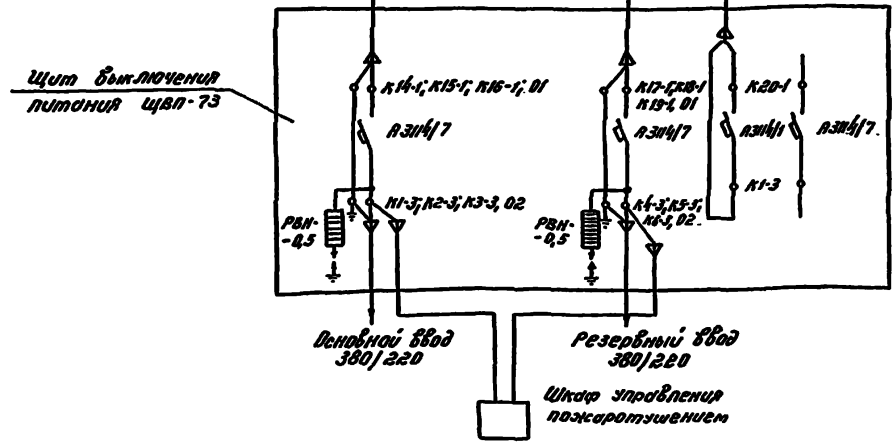 Щит выключения
питания ЩВП-73
К14-1; К15-1; К16-1; 01
А3114/7
К1-3; К2-3; К3-3, 02
РВН-
-0,5
К17-1; К18-1
К19-1, 01
А3114/7
К4-3; К5-3;
К6-3, 02.
РВН-
-0,5
К20-1
А3114/1
А3114/7.
К1-3
Основной ввод
380/220
Резервный ввод
380/220
Шкаф управления
пожаротушением